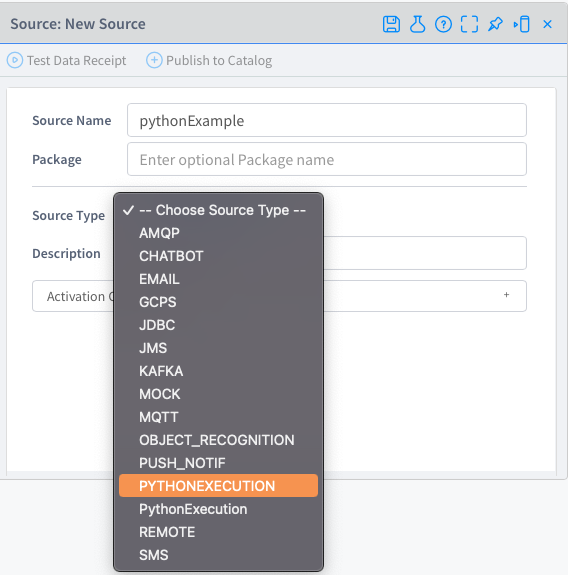 Source: New Source
Test Data Receipt
Publish to Catalog
Source Name
pythonExample
Package
Enter optional Package name
Source Type
✓ -- Choose Source Type --
AMQP
Description
CHATBOT
EMAIL
Activation C
+
GCPS
JDBC
JMS
KAFKA
MOCK
MQTT
OBJECT_RECOGNITION
PUSH_NOTIF
PYTHONEXECUTION
PythonExecution
REMOTE
SMS